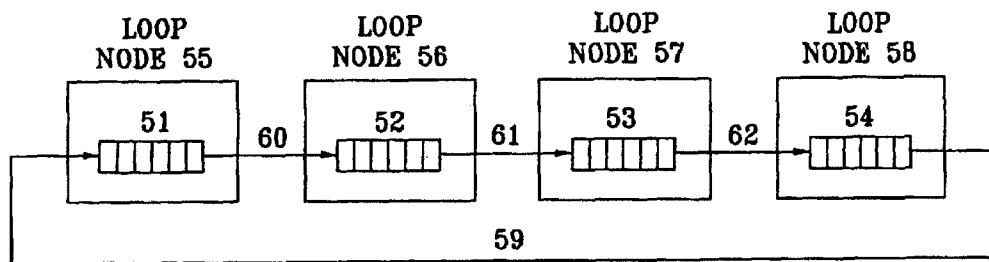 LOOP
NODE 55
LOOP
NODE 56
LOOP
NODE 57
LOOP
NODE 58
51
60
52
61
53
62
54
59